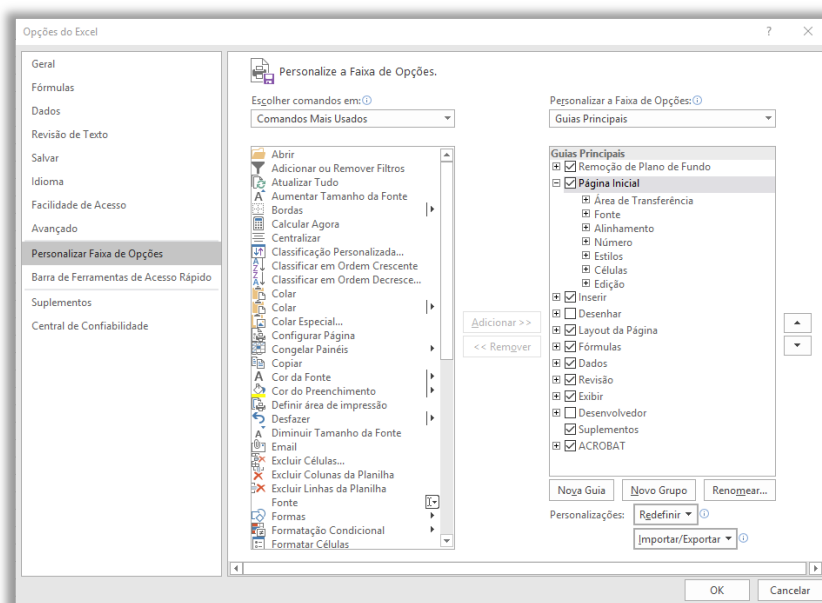 Opções do Excel
?
Geral
Fórmulas
Dados
Revisão de Texto
Salvar
Idioma
Facilidade de Acesso
Avançado
Personalizar Faixa de Opções
Barra de Ferramentas de Acesso Rápido
Suplementos
Central de Confiabilidade
Personalize a Faixa de Opções.
Escolher comandos em:
Comandos Mais Usados
Abrir
Adicionar ou Remover Filtros
Atualizar Tudo
Aumentar Tamanho da Fonte
Bordas
Calcular Agora
Centralizar
Classificação Personalizada...
Classificar em Ordem Crescente
Classificar em Ordem Decresce...
Colar
Colar
Colar Especial...
Configurar Página
Congelar Painéis
Copiar
Cor da Fonte
Cor do Preenchimento
Definir área de impressão
Desfazer
Diminuir Tamanho da Fonte
Email
Excluir Células...
Excluir Colunas da Planilha
Excluir Linhas da Planilha
Fonte
Formas
Formatação Condicional
Formatar Células
Adicionar >>
<< Remover
Personalizar a Faixa de Opções:
Guias Principais
Guias Principais
Remoção de Plano de Fundo
Página Inicial
Área de Transferência
Fonte
Alinhamento
Número
Estilos
Células
Edição
Inserir
Desenhar
Layout da Página
Fórmulas
Dados
Revisão
Exibir
Desenvolvedor
Suplementos
ACROBAT
Nova Guia
Novo Grupo
Renomear...
Personalizações:
Redefinir
Importar/Exportar
OK
Cancelar